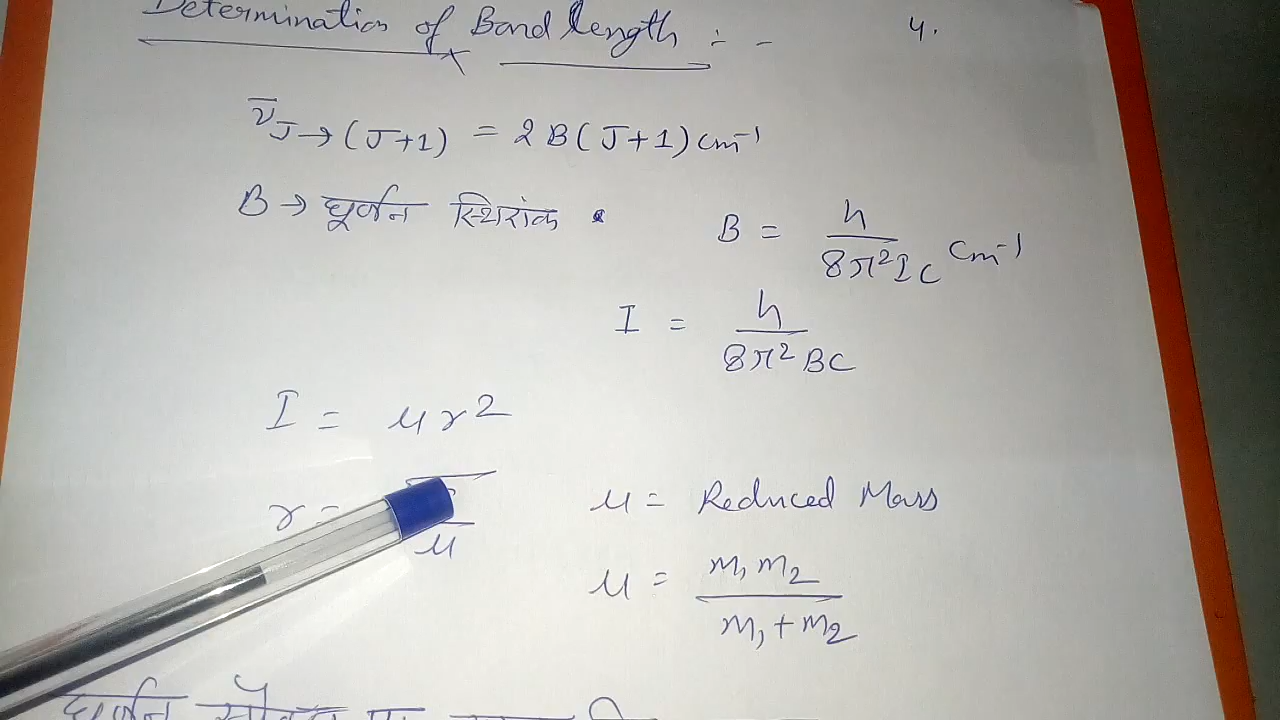 Determination of Bond length :- 4.
ν̄ J→(J+1) = 2B(J+1) cm⁻¹
B → घूर्णन स्थिरांक
B = h / 8π²IC cm⁻¹
I = h / 8π²BC
I = μr²
r = √ / μ
μ = Reduced Mass
μ = m₁m₂ / m₁+m₂
घूर्णन